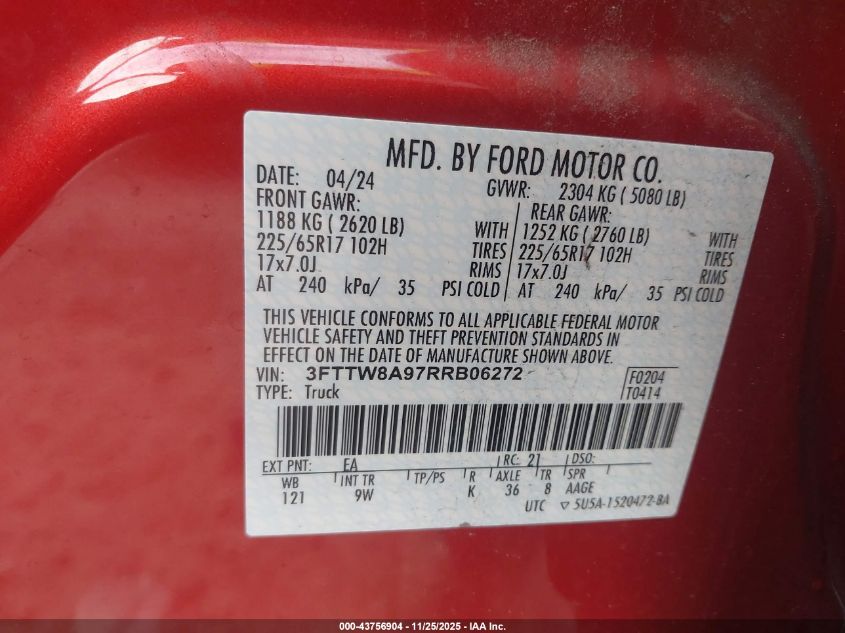 MFD. BY FORD MOTOR CO.
DATE: 04/24 GVWR: 2304 KG ( 5080 LB)
FRONT GAWR: REAR GAWR:
1188 KG ( 2620 LB) WITH 1252 KG ( 2760 LB) WITH
225/65R17 102H TIRES 225/65R17 102H TIRES
17x7.0J RIMS 17x7.0J RIMS
AT 240 kPa/ 35 PSI COLD AT 240 kPa/ 35 PSI COLD
THIS VEHICLE CONFORMS TO ALL APPLICABLE FEDERAL MOTOR
VEHICLE SAFETY AND THEFT PREVENTION STANDARDS IN
EFFECT ON THE DATE OF MANUFACTURE SHOWN ABOVE.
VIN: 3FTTW8A97RRB06272 F0204
TYPE: Truck T0414
EXT PNT: EA RC: 21 DSO:
WB INT TR TP/PS R AXLE TR SPR
121 9W K 36 8 AAGE
UTC ▽ 5U5A-1520472-BA
000-43756904 - 11/25/2025 - IAA Inc.